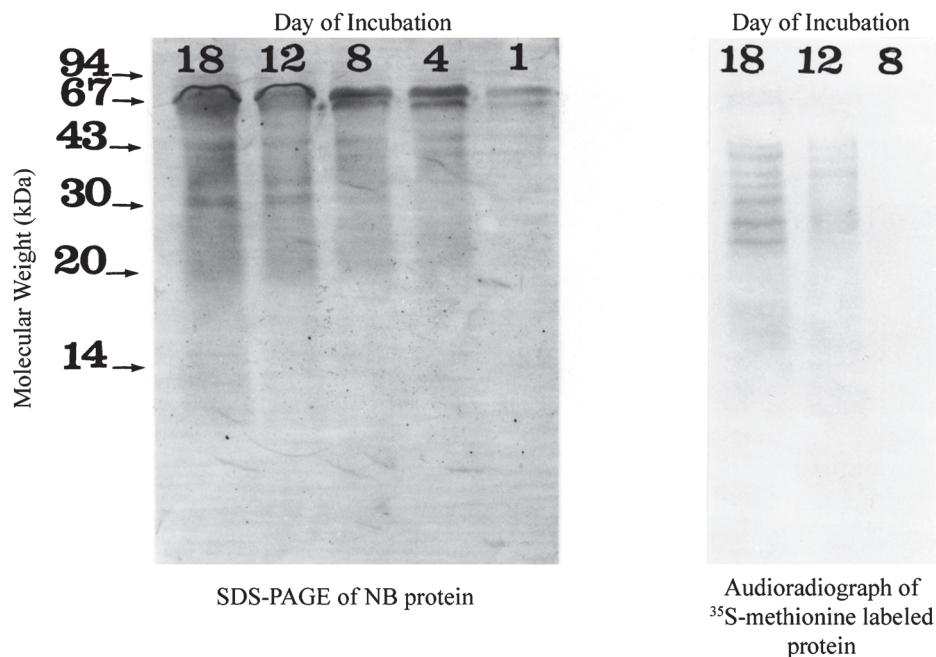 Day of Incubation
18 12 8 4 1
94
67
43
30
20
14
Molecular Weight (kDa)
SDS-PAGE of NB protein
Day of Incubation
18 12 8
Audioradiograph of
³⁵S-methionine labeled
protein